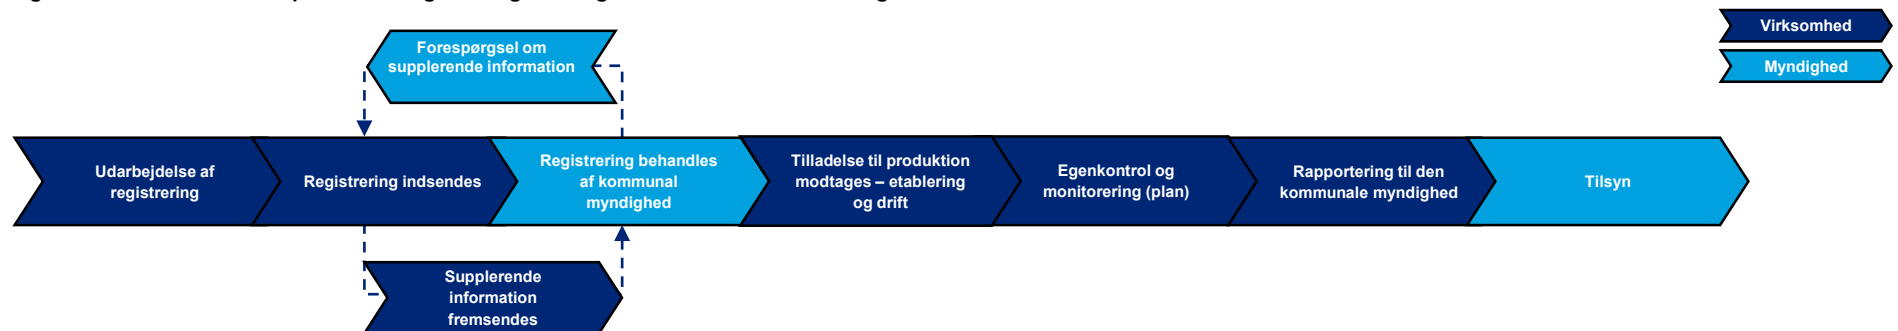 Virksomhed
Myndighed
Forespørgsel om
supplerende information
Udarbejdelse af
registrering
Registrering indsendes
Registrering behandles
af kommunal
myndighed
Tilladelse til produktion
modtages – etablering
og drift
Egenkontrol og
monitorering (plan)
Rapportering til den
kommunale myndighed
Tilsyn
Supplerende
information
fremsendes